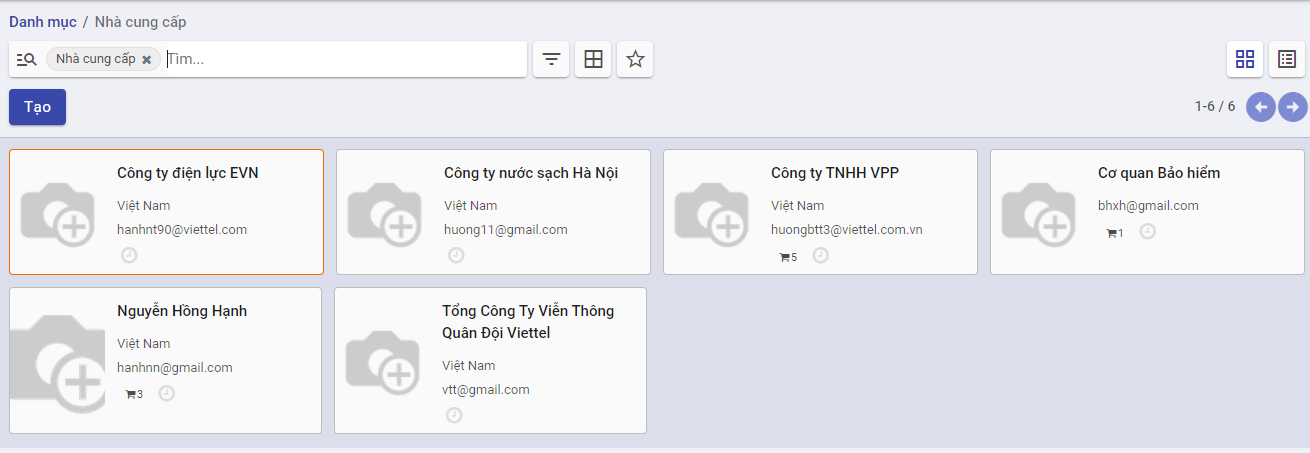 Danh mục / Nhà cung cấp
Nhà cung cấp Tìm...
Tạo
1-6 / 6
Công ty điện lực EVN
Việt Nam
hanhnt90@viettel.com
Công ty nước sạch Hà Nội
Việt Nam
huong11@gmail.com
Công ty TNHH VPP
Việt Nam
huongbtt3@viettel.com.vn
5
Cơ quan Bảo hiểm
bhxh@gmail.com
1
Nguyễn Hồng Hạnh
Việt Nam
hanhnn@gmail.com
3
Tổng Công Ty Viễn Thông
Quân Đội Viettel
Việt Nam
vtt@gmail.com